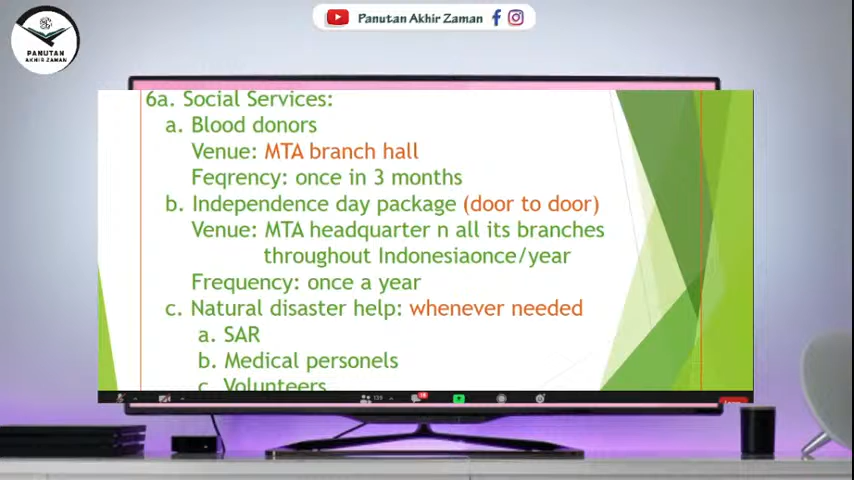 Panutan Akhir Zaman
PANUTAN
AKHIR ZAMAN
6a. Social Services:
a. Blood donors
Venue: MTA branch hall
Feqrency: once in 3 months
b. Independence day package (door to door)
Venue: MTA headquarter n all its branches
throughout Indonesiaonce/year
Frequency: once a year
c. Natural disaster help: whenever needed
a. SAR
b. Medical personels
c. Volunteers